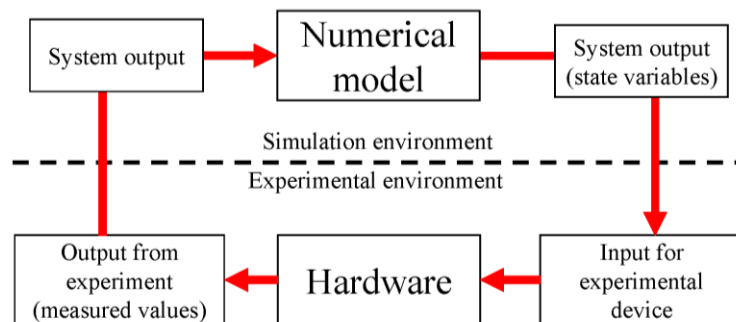 System output
Numerical
model
System output
(state variables)
Simulation environment
Experimental environment
Output from
experiment
(measured values)
Hardware
Input for
experimental
device